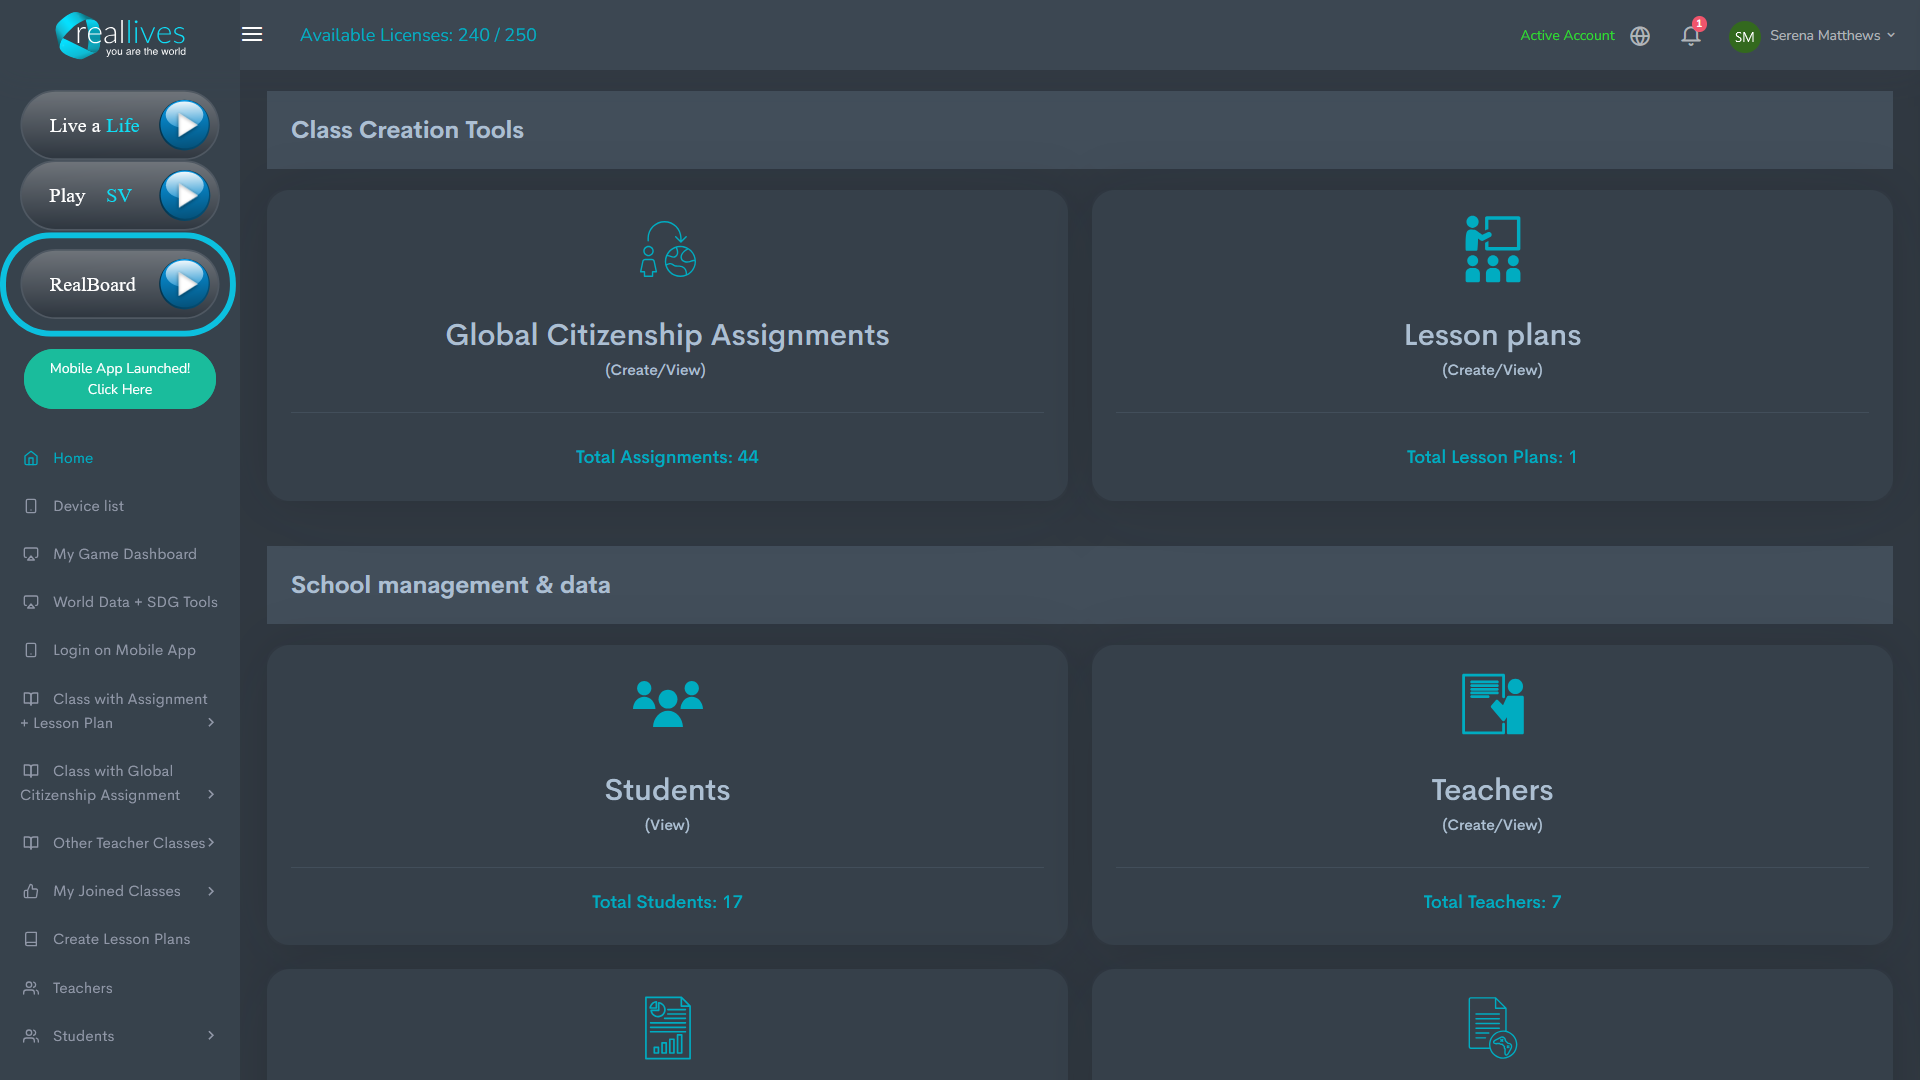 reallives
you are the world
Available Licenses: 240 / 250
Active Account
1
SM
Serena Matthews
Live a Life
Play SV
RealBoard
Mobile App Launched!
Click Here
Home
Device list
My Game Dashboard
World Data + SDG Tools
Login on Mobile App
Class with Assignment
+ Lesson Plan
Class with Global
Citizenship Assignment
Other Teacher Classes
My Joined Classes
Create Lesson Plans
Teachers
Students
Class Creation Tools
Global Citizenship Assignments
(Create/View)
Total Assignments: 44
Lesson plans
(Create/View)
Total Lesson Plans: 1
School management & data
Students
(View)
Total Students: 17
Teachers
(Create/View)
Total Teachers: 7